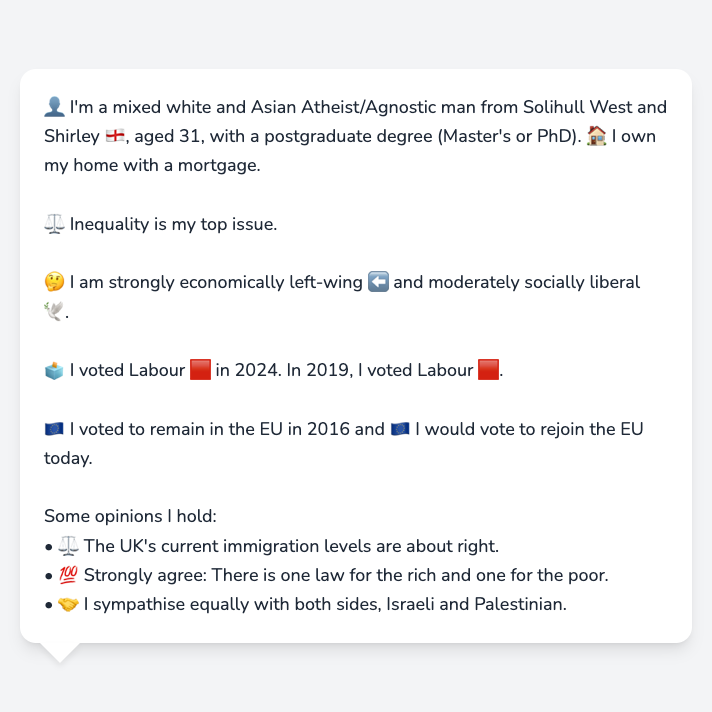 👤 I'm a mixed white and Asian Atheist/Agnostic man from Solihull West and
Shirley 🏴󠁧󠁢󠁥󠁮󠁧󠁿, aged 31, with a postgraduate degree (Master's or PhD). 🏠 I own
my home with a mortgage.
⚖️ Inequality is my top issue.
🤔 I am strongly economically left-wing ⬅️ and moderately socially liberal
🕊️.
🗳️ I voted Labour 🟥 in 2024. In 2019, I voted Labour 🟥.
🇪🇺 I voted to remain in the EU in 2016 and 🇪🇺 I would vote to rejoin the EU
today.
Some opinions I hold:
• ⚖️ The UK's current immigration levels are about right.
• 💯 Strongly agree: There is one law for the rich and one for the poor.
• 🤝 I sympathise equally with both sides, Israeli and Palestinian.